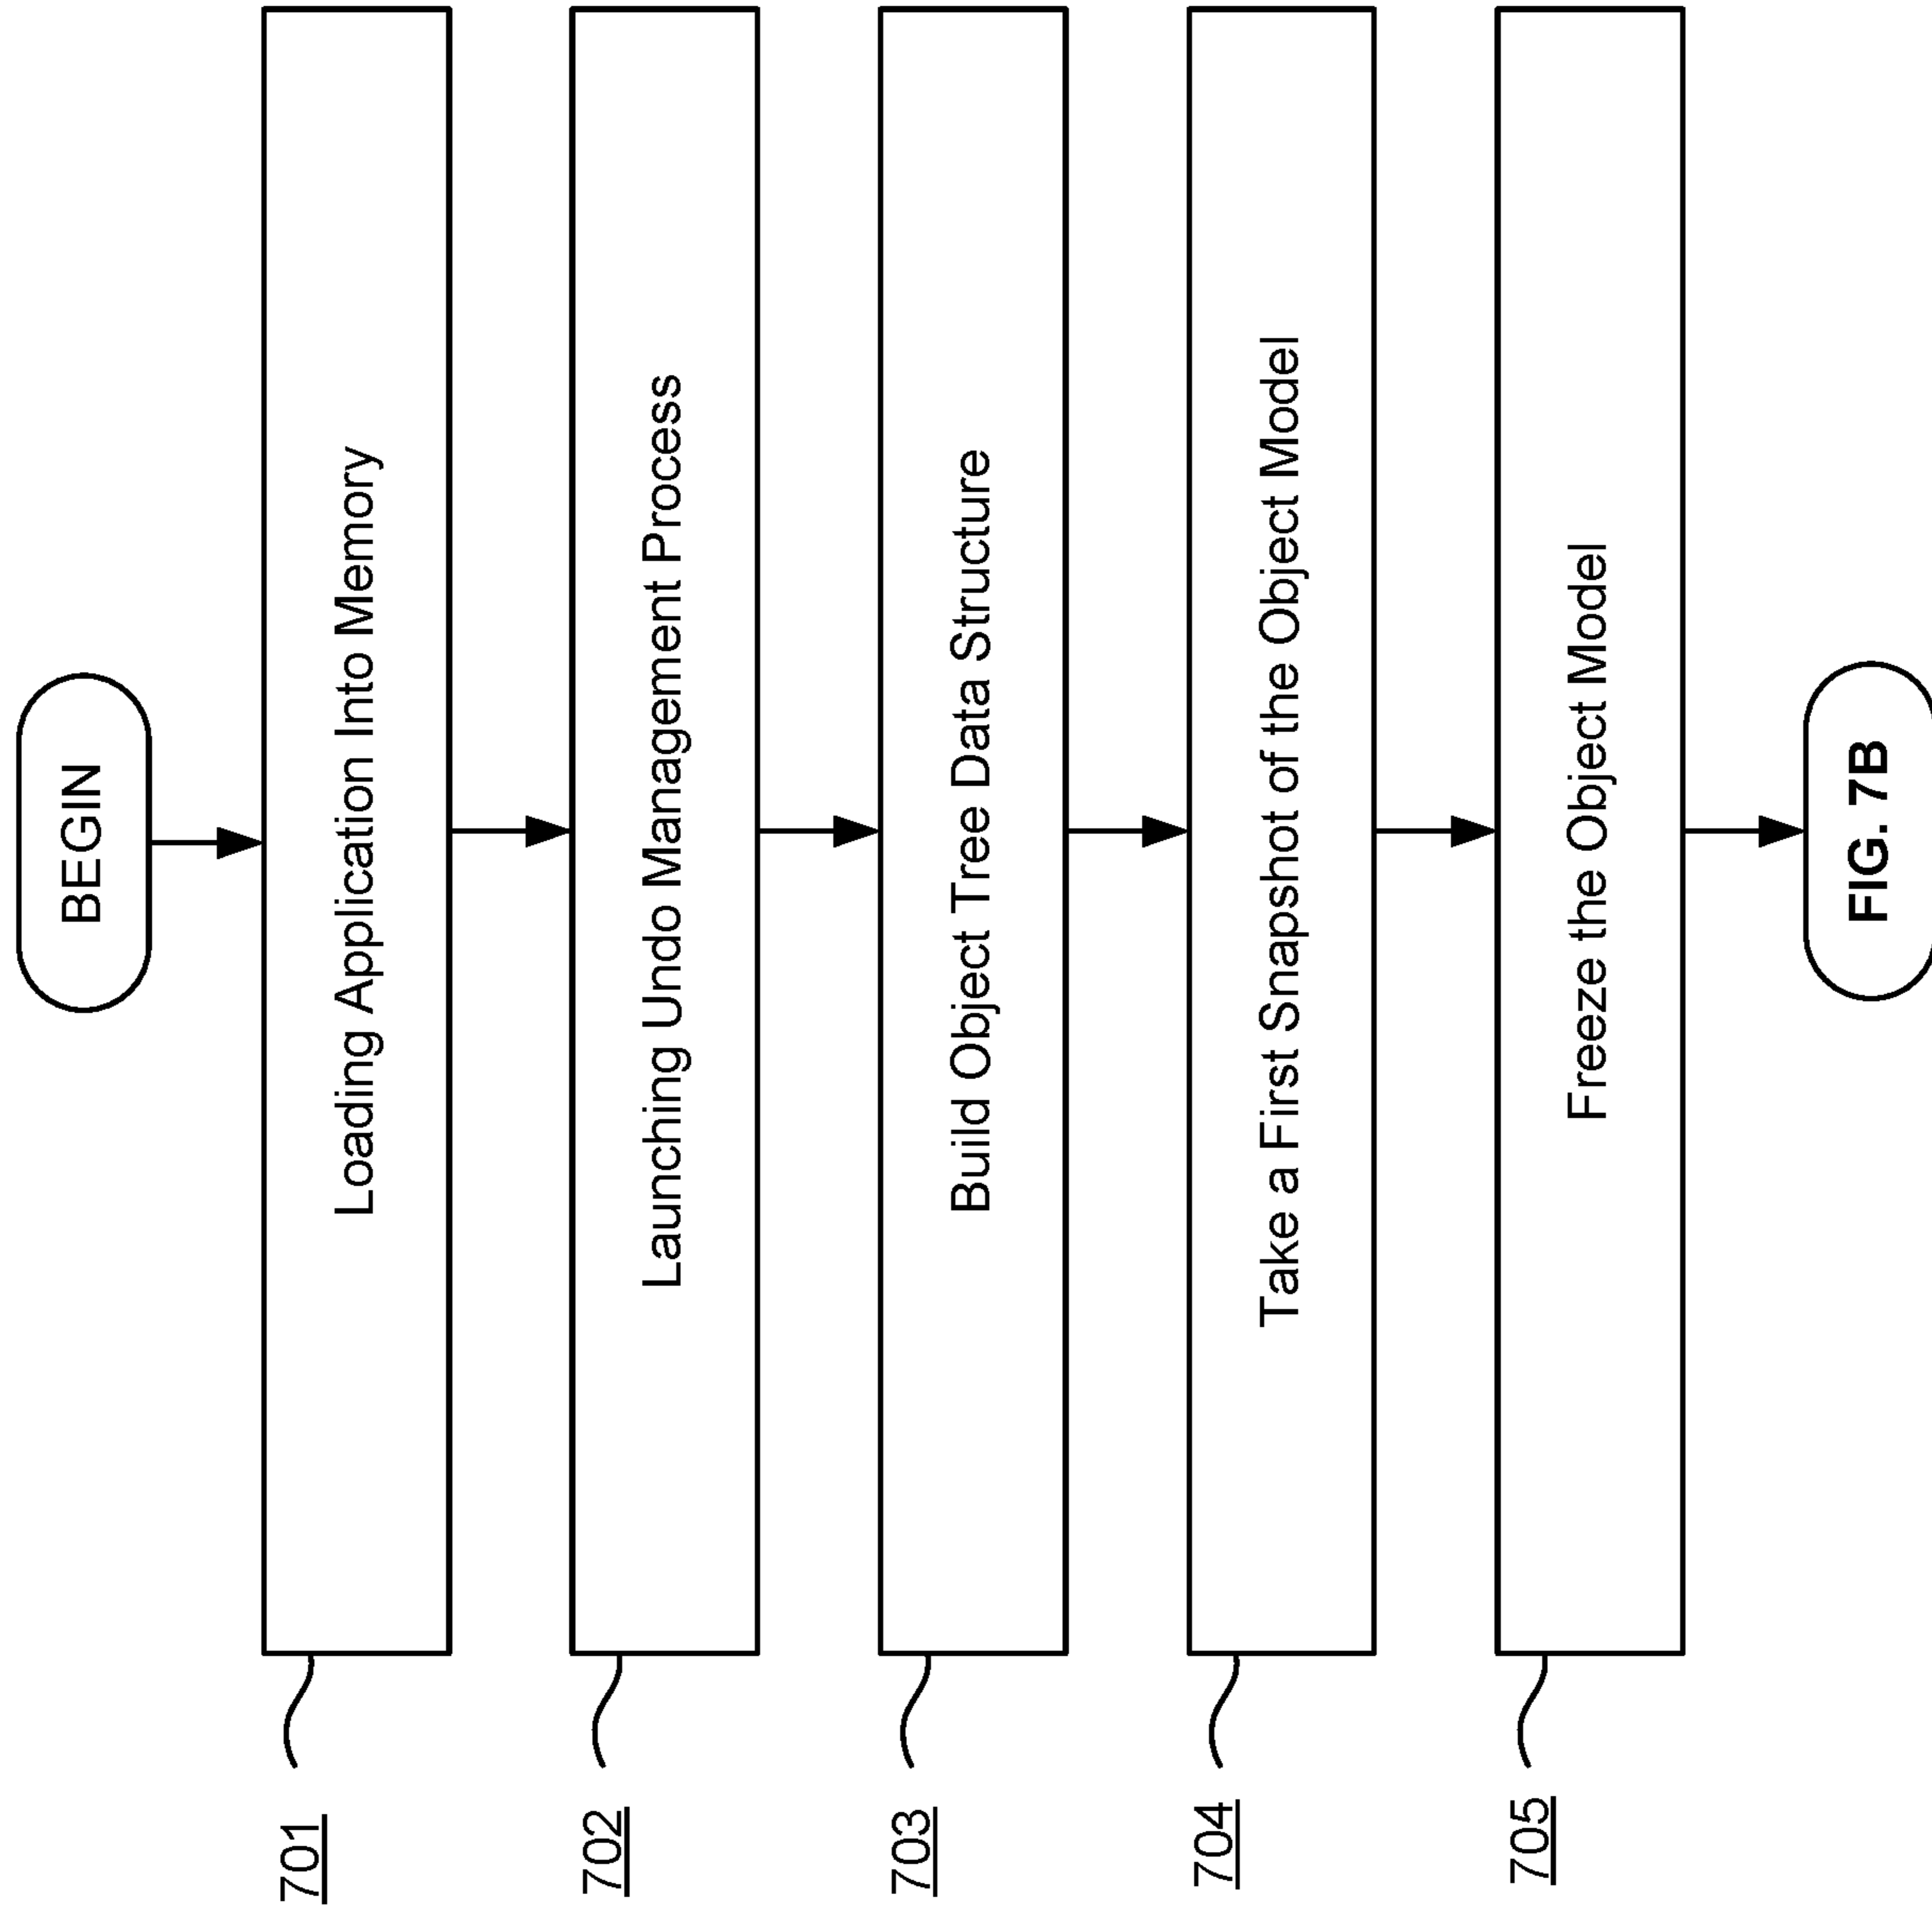 BEGIN
701
Loading Application Into Memory
702
Launching Undo Management Process
703
Build Object Tree Data Structure
704
Take a First Snapshot of the Object Model
705
Freeze the Object Model
FIG. 7B